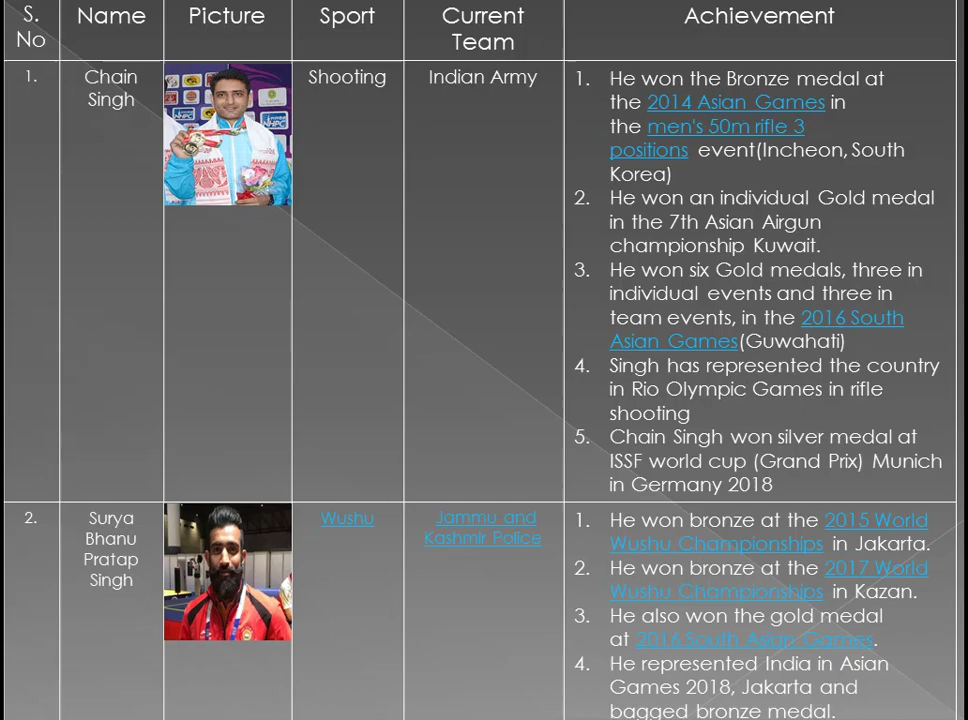 S. No
Name
Picture
Sport
Current Team
Achievement
1.
Chain
Singh
Shooting
Indian Army
1. He won the Bronze medal at
the 2014 Asian Games in
the men's 50m rifle 3
positions event(Incheon, South
Korea)
2. He won an individual Gold medal
in the 7th Asian Airgun
championship Kuwait.
3. He won six Gold medals, three in
individual events and three in
team events, in the 2016 South
Asian Games(Guwahati)
4. Singh has represented the country
in Rio Olympic Games in rifle
shooting
5. Chain Singh won silver medal at
ISSF world cup (Grand Prix) Munich
in Germany 2018
2.
Surya
Bhanu
Pratap
Singh
Wushu
Jammu and
Kashmir Police
1. He won bronze at the 2015 World
Wushu Championships in Jakarta.
2. He won bronze at the 2017 World
Wushu Championships in Kazan.
3. He also won the gold medal
at 2016 South Asian Games.
4. He represented India in Asian
Games 2018, Jakarta and
bagged bronze medal.